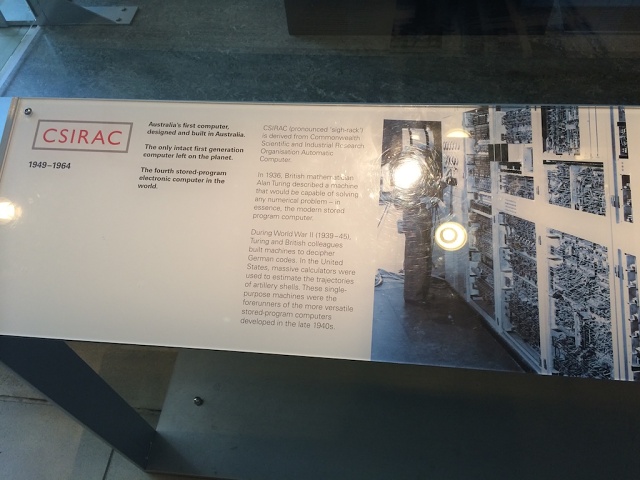 CSIRAC
1949–1964
Australia's first computer,
designed and built in Australia.
The only intact first generation
computer left on the planet.
The fourth stored-program
electronic computer in the
world.
CSIRAC (pronounced 'sigh-rack')
is derived from Commonwealth
Scientific and Industrial Research
Organisation Automatic
Computer.
In 1936, British mathematician
Alan Turing described a machine
that would be capable of solving
any numerical problem – in
essence, the modern stored
program computer.
During World War II (1939–45),
Turing and British colleagues
built machines to decipher
German codes. In the United
States, massive calculators were
used to estimate the trajectories
of artillery shells. These single-
purpose machines were the
forerunners of the more versatile
stored-program computers
developed in the late 1940s.